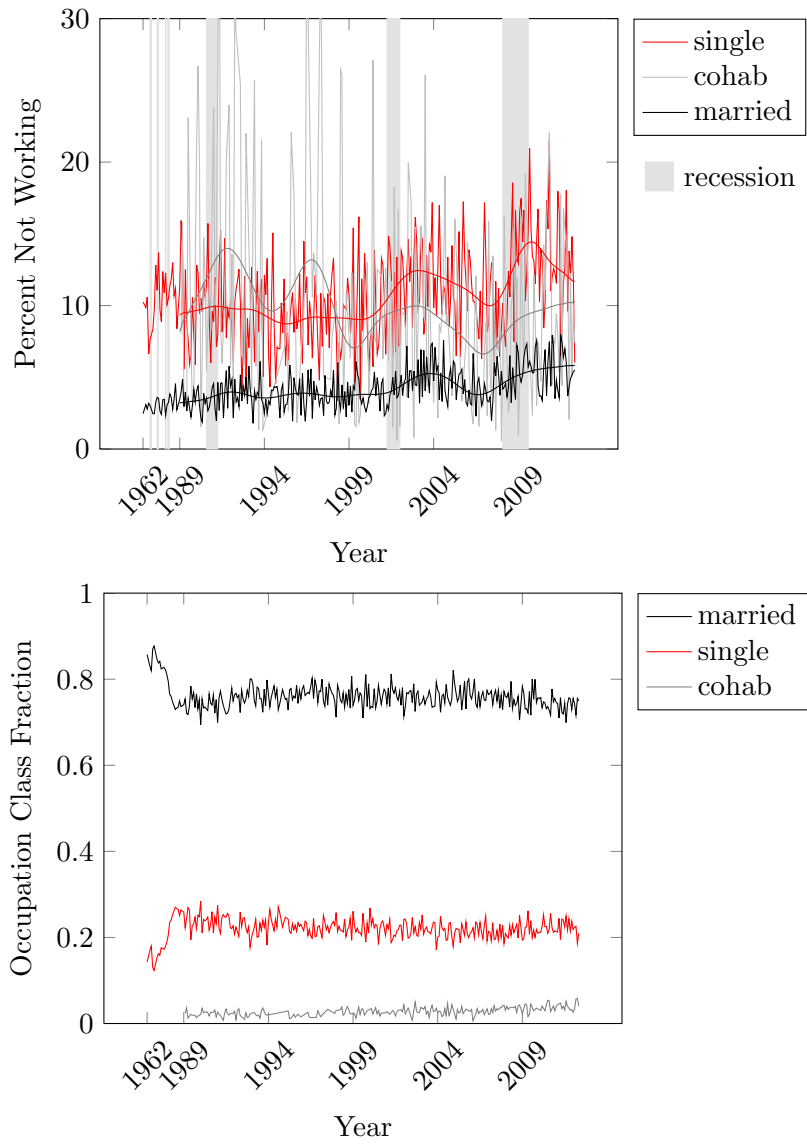 Percent Not Working
30
20
10
0
1962
1989
1994
1999
2004
2009
Year
single
cohab
married
recession
Occupation Class Fraction
1
0.8
0.6
0.4
0.2
0
1962
1989
1994
1999
2004
2009
Year
married
single
cohab